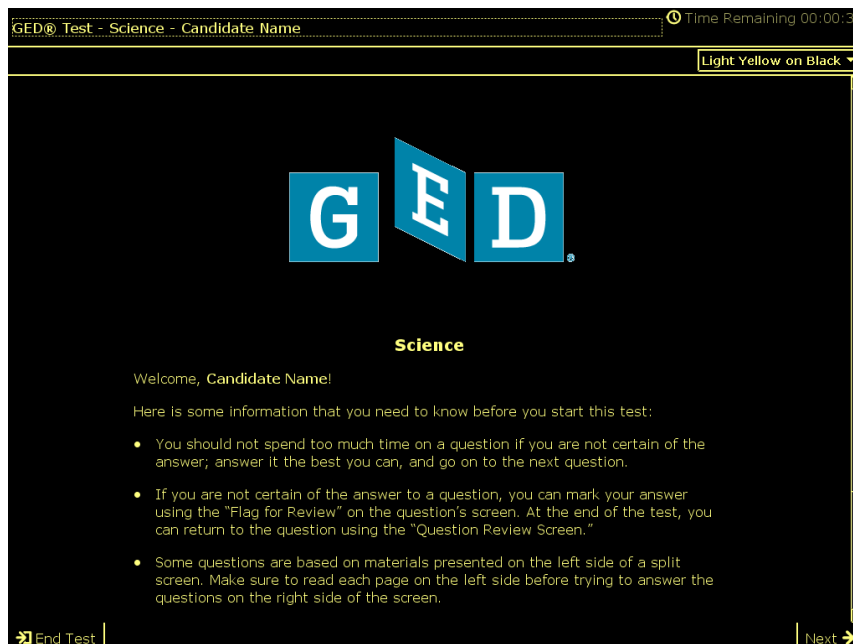 GED® Test - Science - Candidate Name
Time Remaining 00:00:3
Light Yellow on Black
GED®
Science
Welcome, Candidate Name!
Here is some information that you need to know before you start this test:
• You should not spend too much time on a question if you are not certain of the
answer; answer it the best you can, and go on to the next question.
• If you are not certain of the answer to a question, you can mark your answer
using the “Flag for Review” on the question’s screen. At the end of the test, you
can return to the question using the “Question Review Screen.”
• Some questions are based on materials presented on the left side of a split
screen. Make sure to read each page on the left side before trying to answer the
questions on the right side of the screen.
End Test
Next